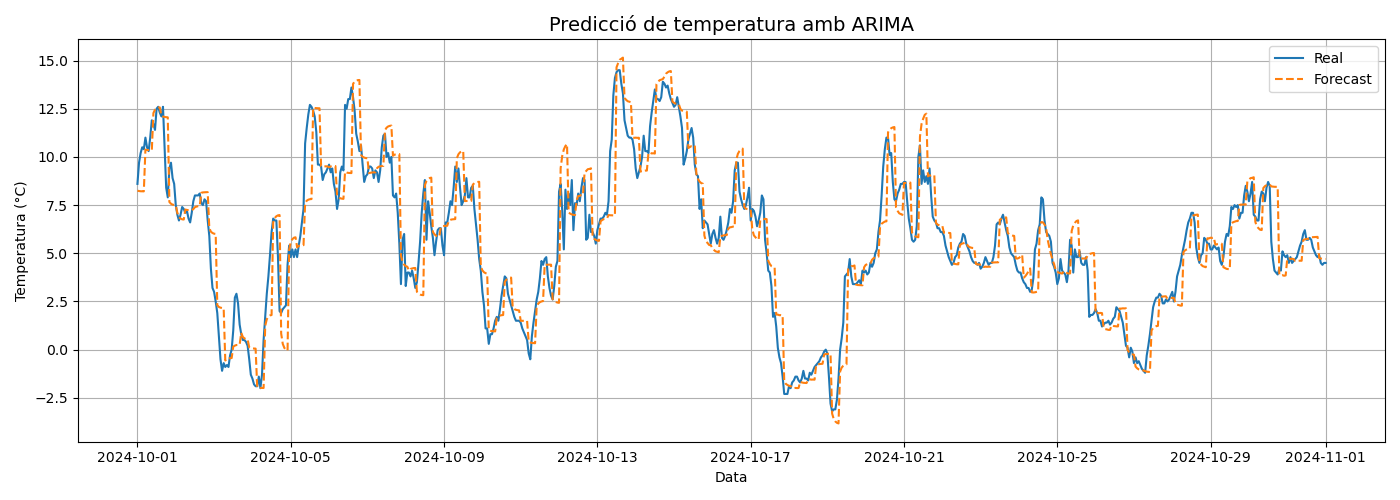 Predicció de temperatura amb ARIMA
Temperatura (°C)
15.0
12.5
10.0
7.5
5.0
2.5
0.0
−2.5
Real
Forecast
2024-10-01 2024-10-05 2024-10-09 2024-10-13 2024-10-17 2024-10-21 2024-10-25 2024-10-29 2024-11-01
Data